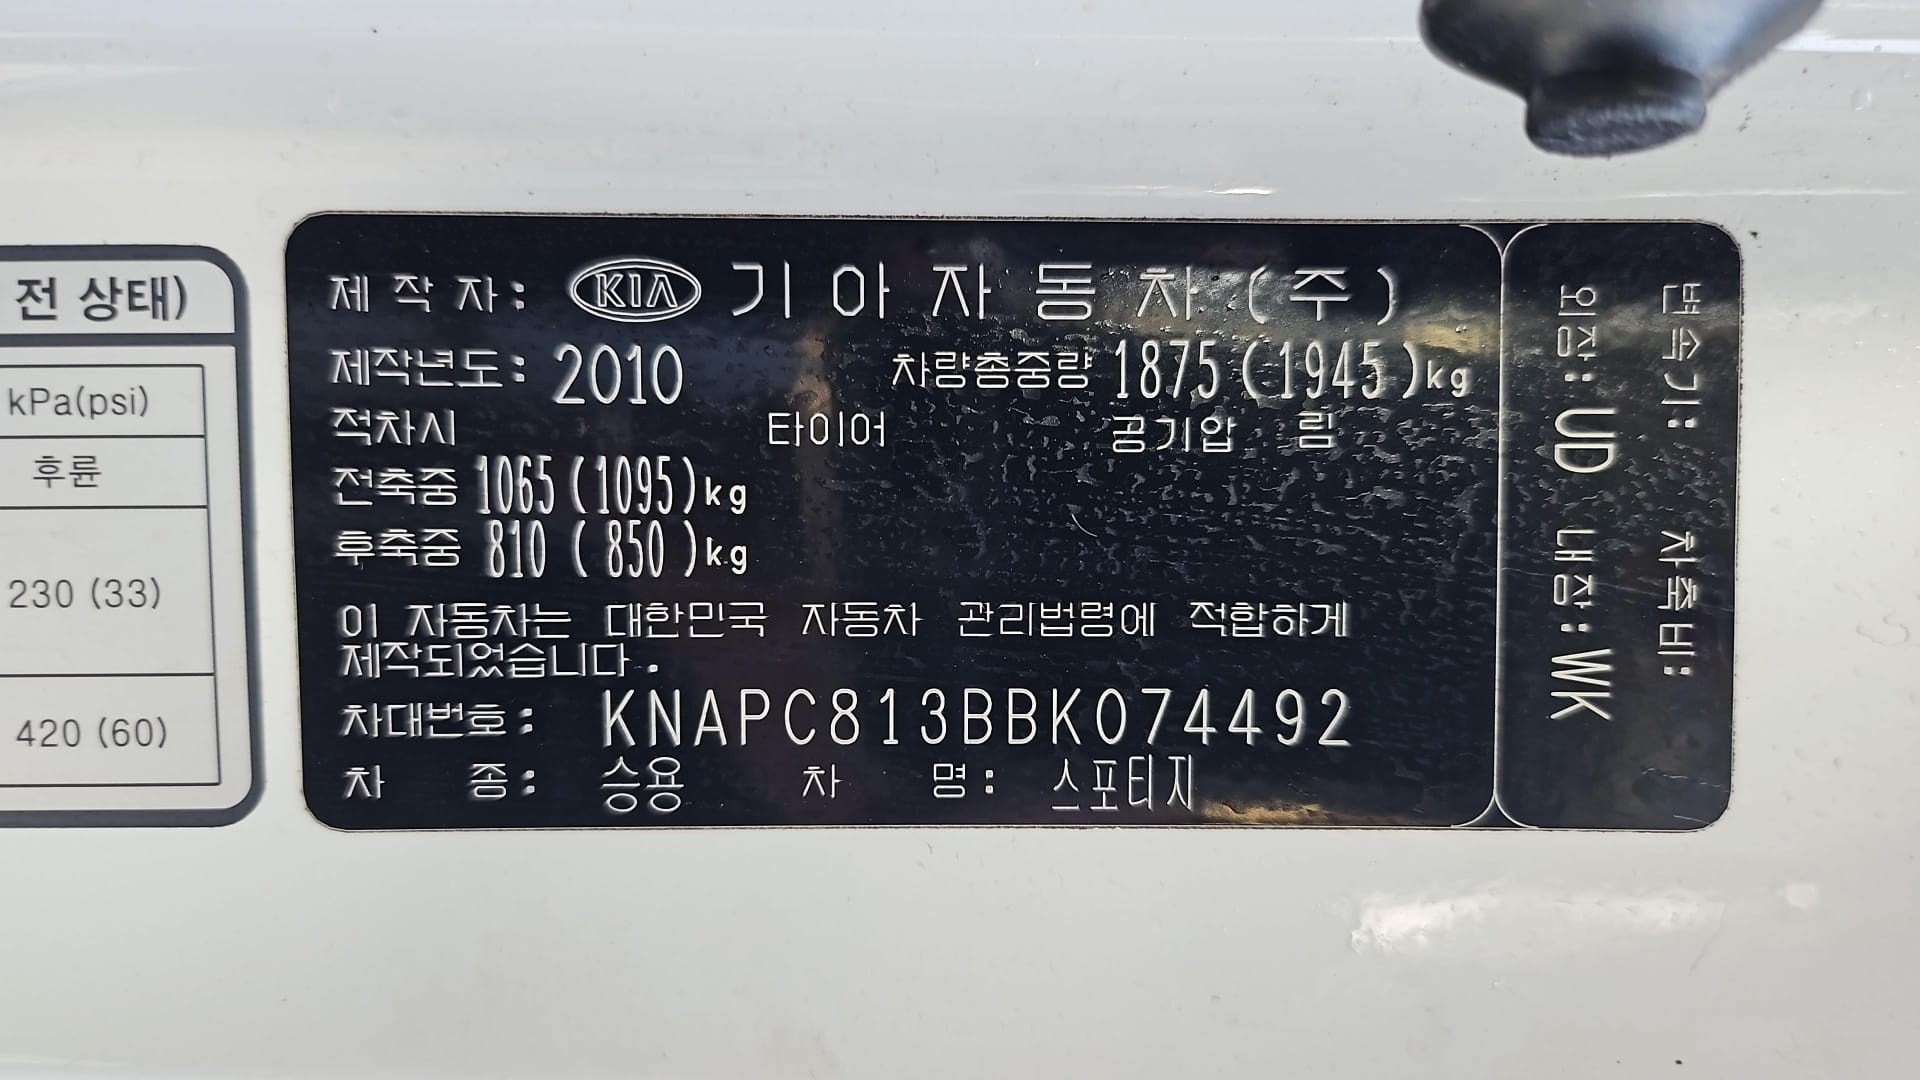 전 상태)
kPa(psi)
후륜
230 (33)
420 (60)
제 작 자: KIA 기 아 자 동 차 (주)
제작년도: 2010 차량총중량 1875 (1945)kg
적차시 타이어 공기압 림
전축중 1065 (1095)kg
후축중 810 ( 850 )kg
이 자동차는 대한민국 자동차 관리법령에 적합하게
제작되었습니다.
차대번호: KNAPC813BBK074492
차 종: 승용 차 명: 스포티지
변속기: 차축비:
외장: UD 내장: WK